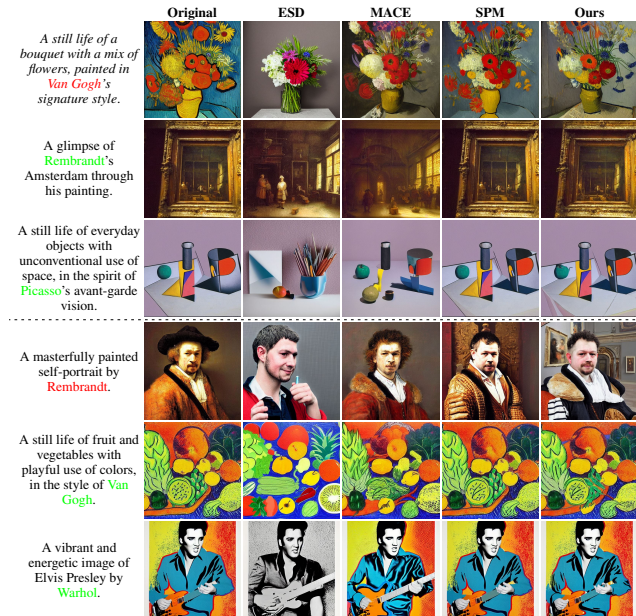 Original ESD MACE SPM Ours
A still life of a
bouquet with a mix of
flowers, painted in
Van Gogh's
signature style.
A glimpse of
Rembrandt's
Amsterdam through
his painting.
A still life of everyday
objects with
unconventional use of
space, in the spirit of
Picasso's avant-garde
vision.
A masterfully painted
self-portrait by
Rembrandt.
A still life of fruit and
vegetables with
playful use of colors,
in the style of Van
Gogh.
A vibrant and
energetic image of
Elvis Presley by
Warhol.